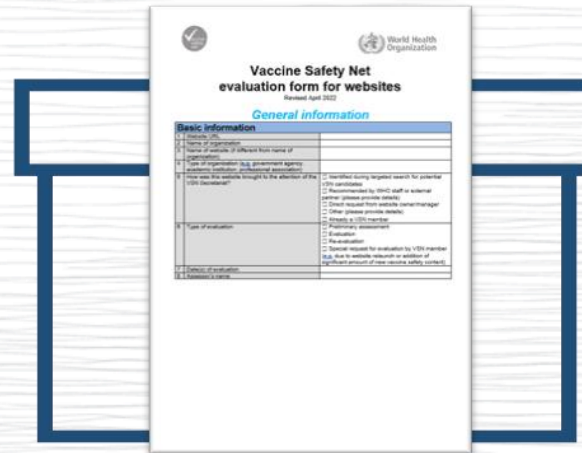 World Health
Organization
Vaccine Safety Net
evaluation form for websites
Revised April 2022
General information
Basic information
1 Website URL
2 Name of organization
3 Name of website (if different from name of
organization)
4 Type of organization (e.g. government agency,
academic institution, professional association)
5 How was this website brought to the attention of the
VSN Secretariat?
☐ Identified during targeted search for potential
VSN candidates
☐ Recommended by WHO staff or external
partner (please provide details)
☐ Direct request from website owner/manager
☐ Other (please provide details)
☐ Already a VSN member
6 Type of evaluation
☐ Preliminary assessment
☐ Evaluation
☐ Re-evaluation
☐ Special request for evaluation by VSN member
(e.g. due to website relaunch or addition of
significant amount of new vaccine safety content)
7 Date(s) of evaluation
8 Assessor's name